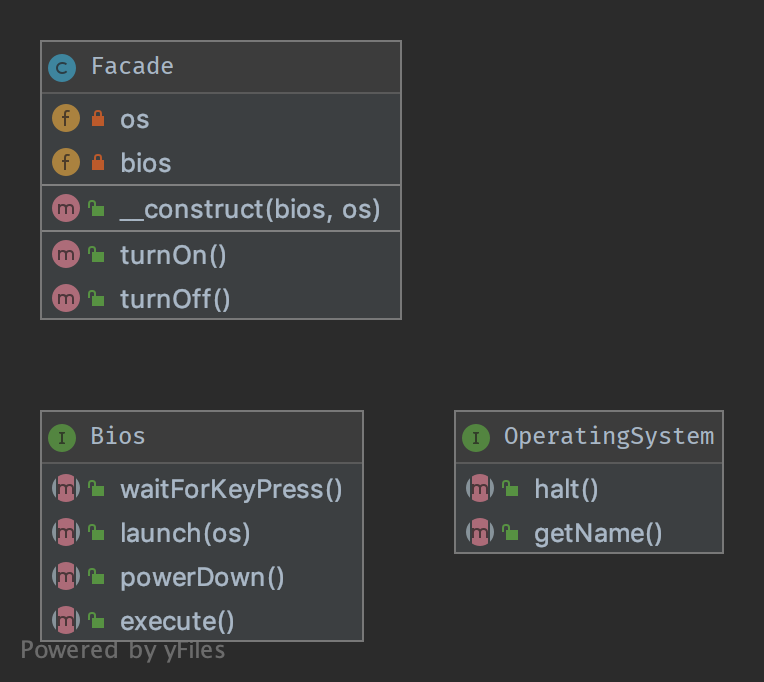 C Facade
f os
f bios
m __construct(bios, os)
m turnOn()
m turnOff()
I Bios
m waitForKeyPress()
m launch(os)
m powerDown()
m execute()
I OperatingSystem
m halt()
m getName()
Powered by yFiles